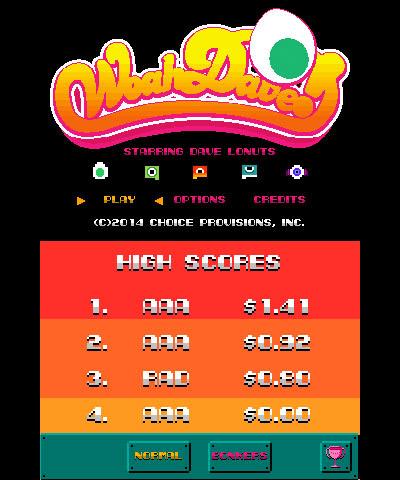 Woah Dave!
STARRING DAVE LONUTS
PLAY OPTIONS CREDITS
(C)2014 CHOICE PROVISIONS, INC.
HIGH SCORES
1. AAA $1.41
2. AAA $0.92
3. RAD $0.80
4. AAA $0.00
NORMAL BONKERS